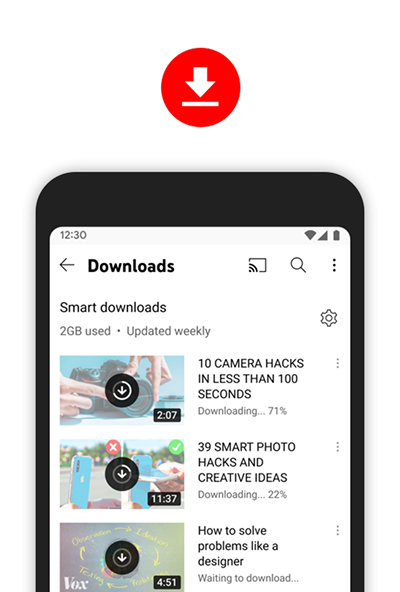 12:30
Downloads
Smart downloads
2GB used • Updated weekly
10 CAMERA HACKS
IN LESS THAN 100
SECONDS
Downloading... 71%
2:07
39 SMART PHOTO
HACKS AND
CREATIVE IDEAS
Downloading... 22%
11:37
How to solve
problems like a
designer
Waiting to download...
Vox
4:51